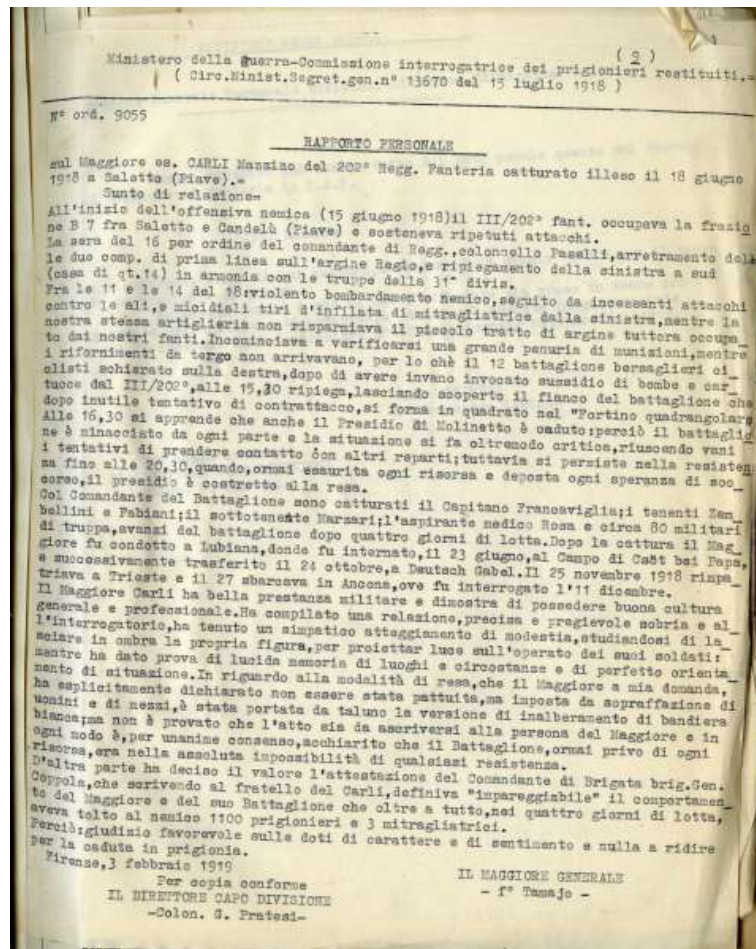 ( 9 )
Ministero della Guerra-Commissione interrogatrice dei prigionieri restituiti.=
( Circ.Minist.Segret.gen.n° 13670 del 15 luglio 1918 )
N° ord. 9055
RAPPORTO PERSONALE
sul Maggiore es. CARLI Massimo del 202° Regg. Fanteria catturato illeso il 18 giugno
1918 a Saletto (Piave).=
Sunto di relazione=
All'inizio dell'offensiva nemica (15 giugno 1918)il III/202° fant. occupava la frazio
ne B 7 fra Saletto e Candelù (Piave) e sosteneva ripetuti attacchi.
La sera del 16 per ordine del comandante di Regg.,colonnello Paselli,arretramento del
le due comp. di prima linea sull'argine Regio,e ripiegamento della sinistra a sud
(casa di qt.14) in armonia con le truppe della 31^ divis.
Fra le 11 e le 14 del 18:violento bombardamento nemico,seguito da incessanti attacchi
contro le ali,e micidiali tiri d'infilata di mitragliatrice dalla sinistra,mentre la
nostra stessa artiglieria non risparmiava il piccolo tratto di argine tuttora occupa_
to dai nostri fanti.Incominciava a verificarsi una grande penuria di munizioni,mentre
i rifornimenti da tergo non arrivavano, per lo chè il 12 battaglione bersaglieri ci_
clisti schierato sulla destra,dopo di avere invano invocato sussidio di bombe e car_
tucce dal III/202°,alle 15,30 ripiega,lasciando scoperto il fianco del battaglione che
dopo inutile tentativo di contrattacco,si forma in quadrato nel "Fortino quadrangolare
Alle 16,30 si apprende che anche il Presidio di Molinetto è caduto:perciò il battaglio
ne è minacciato da ogni parte e la situazione si fa oltremodo critica,riuscendo vani
i tentativi di prendere contatto con altri reparti;tuttavia si persiste nella resisten
za fino alle 20,30,quando,ormai esaurita ogni risorsa e deposta ogni speranza di soc_
corso,il presidio è costretto alla resa.
Col Comandante del Battaglione sono catturati il Capitano Francaviglia;i tenenti Zam_
bellini e Fabiani;il sottotenente Marzari;l'aspirante medico Rosa e circa 80 militari
di truppa,avanzi del battaglione dopo quattro giorni di lotta.Dopo la cattura il Mag_
giore fu condotto a Lubiana,donde fu internato,il 23 giugno,al Campo di Csöt bei Papa,
e successivamente trasferito il 24 ottobre,a Deutsch Gabel.Il 25 novembre 1918 rimpa_
triava a Trieste e il 27 sbarcava in Ancona,ove fu interrogato l'11 dicembre.
Il Maggiore Carli ha bella prestanza militare e dimostra di possedere buona cultura
generale e professionale.Ha compilato una relazione,precisa e pregievole sobria e al_
l'interrogatorio,ha tenuto un simpatico atteggiamento di modestia,studiandosi di la_
sciare in ombra la propria figura,per proiettar luce sull'operato dei suoi soldati:
mentre ha dato prova di lucida memoria di luoghi e circostanze e di perfetto orienta_
mento di situazione.In riguardo alla modalità di resa,che il Maggiore a mia domanda,
ha esplicitamente dichiarato non essere stata pattuita,ma imposta da sopraffazione di
uomini e di mezzi,è stata portata da taluno la versione di inalberamento di bandiera
bianca;ma non è provato che l'atto sia da ascriversi alla persona del Maggiore e in
ogni modo è,per unanime consenso,acchiarito che il Battaglione,ormai privo di ogni
risorsa,era nella assoluta impossibilità di qualsiasi resistenza.
D'altra parte ha deciso il valore l'attestazione del Comandante di Brigata brig.Gen.
Coppola,che scrivendo al fratello del Carli,definiva "impareggiabile" il comportamen_
to del Maggiore e del suo Battaglione che oltre a tutto,nei quattro giorni di lotta,
aveva tolto al nemico 1100 prigionieri e 3 mitragliatrici.
Perciò:giudizio favorevole sulle doti di carattere e di sentimento e nulla a ridire
per la caduta in prigionia.
Firenze,3 febbraio 1919
Per copia conforme
IL DIRETTORE CAPO DIVISIONE
-Colon. G. Pratesi-
IL MAGGIORE GENERALE
- f° Tamajo -